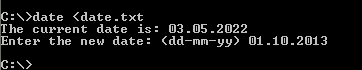 C:\>date <date.txt
The current date is: 03.05.2022
Enter the new date: (dd-mm-yy) 01.10.2013
C:\>